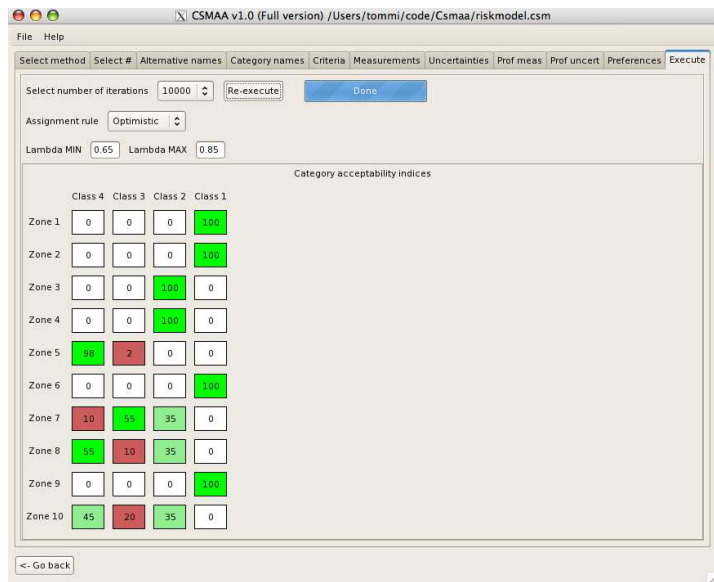 X CSMAA v1.0 (Full version) /Users/tommi/code/Csmaa/riskmodel.csm
File Help
Select method Select # Alternative names Category names Criteria Measurements Uncertainties Prof meas Prof uncert Preferences Execute
Select number of iterations 10000 Re-execute Done
Assignment rule Optimistic
Lambda MIN 0.65 Lambda MAX 0.85
Category acceptability indices
Class 4 Class 3 Class 2 Class 1
Zone 1 0 0 0 100
Zone 2 0 0 0 100
Zone 3 0 0 100 0
Zone 4 0 0 100 0
Zone 5 98 2 0 0
Zone 6 0 0 0 100
Zone 7 10 55 35 0
Zone 8 55 10 35 0
Zone 9 0 0 0 100
Zone 10 45 20 35 0
<- Go back